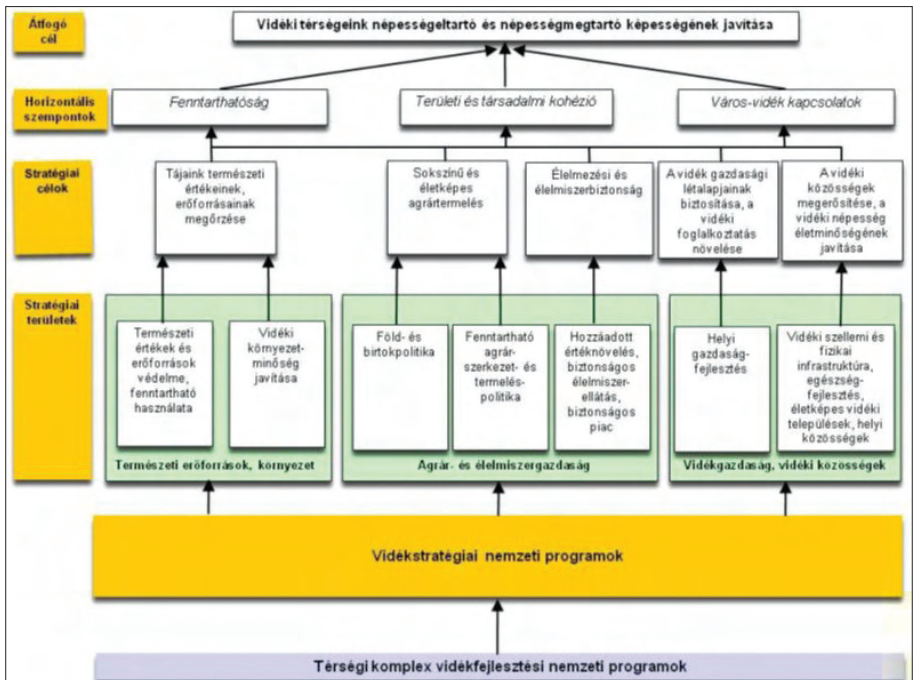 Átfogó
cél
Vidéki térségeink népességeltartó és népességmegtartó képességének javítása
Horizontális
szempontok
Fenntarthatóság
Területi és társadalmi kohézió
Város-vidék kapcsolatok
Stratégiai
célok
Tájaink természeti
értékeinek,
erőforrásainak
megőrzése
Sokszínű és
életképes
agrártermelés
Élelmezési és
élelmiszerbiztonság
A vidék gazdasági
létalapjainak
biztosítása, a
vidéki
foglalkoztatás
növelése
A vidéki
közösségek
megerősítése, a
vidéki népesség
életminőségének
javítása
Stratégiai
területek
Természeti
értékek és
erőforrások
védelme,
fenntartható
használata
Vidéki
környezet-
minőség
javítása
Természeti erőforrások, környezet
Föld- és
birtokpolitika
Fenntartható
agrár-
szerkezet- és
termelés-
politika
Hozzáadott
értéknövelés,
biztonságos
élelmiszer-
ellátás,
biztonságos
piac
Agrár- és élelmiszergazdaság
Helyi
gazdaság-
fejlesztés
Vidéki szellemi és
fizikai
infrastruktúra,
egészség-
fejlesztés,
életképes vidéki
települések, helyi
közösségek
Vidékgazdaság, vidéki közösségek
Vidékstratégiai nemzeti programok
Térségi komplex vidékfejlesztési nemzeti programok